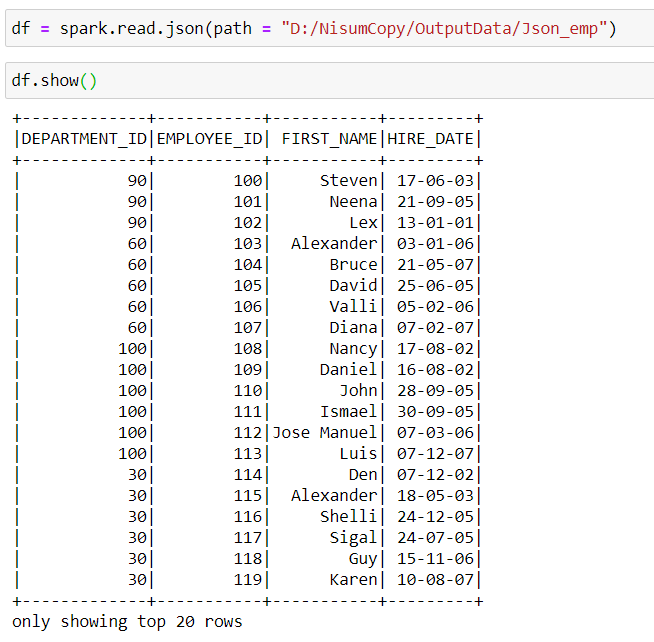 df = spark.read.json(path = "D:/NisumCopy/OutputData/Json_emp")
df.show()
+-------------+-----------+-----------+---------+
|DEPARTMENT_ID|EMPLOYEE_ID| FIRST_NAME|HIRE_DATE|
+-------------+-----------+-----------+---------+
|           90|        100|     Steven| 17-06-03|
|           90|        101|      Neena| 21-09-05|
|           90|        102|        Lex| 13-01-01|
|           60|        103|  Alexander| 03-01-06|
|           60|        104|      Bruce| 21-05-07|
|           60|        105|      David| 25-06-05|
|           60|        106|      Valli| 05-02-06|
|           60|        107|      Diana| 07-02-07|
|          100|        108|      Nancy| 17-08-02|
|          100|        109|     Daniel| 16-08-02|
|          100|        110|       John| 28-09-05|
|          100|        111|     Ismael| 30-09-05|
|          100|        112|Jose Manuel| 07-03-06|
|          100|        113|       Luis| 07-12-07|
|           30|        114|        Den| 07-12-02|
|           30|        115|  Alexander| 18-05-03|
|           30|        116|     Shelli| 24-12-05|
|           30|        117|      Sigal| 24-07-05|
|           30|        118|        Guy| 15-11-06|
|           30|        119|      Karen| 10-08-07|
+-------------+-----------+-----------+---------+
only showing top 20 rows